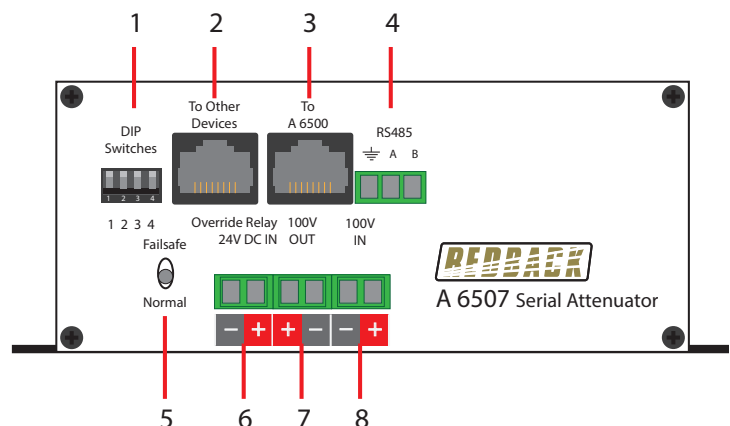 1 2 3 4
To Other
Devices
To
A 6500
DIP
Switches
RS485
A B
1 2 3 4
1 2 3 4
Override Relay
24V DC IN
100V
OUT
100V
IN
Failsafe
Normal
REDBACK
A 6507 Serial Attenuator
− + + − − +
5 6 7 8